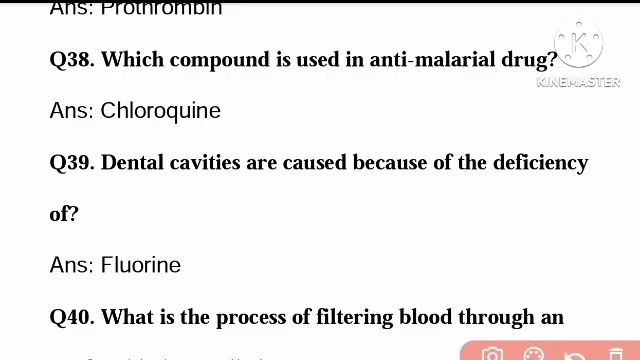 Ans: Prothrombin
Q38. Which compound is used in anti-malarial drug?
K
KINEMASTER
Ans: Chloroquine
Q39. Dental cavities are caused because of the deficiency
of?
Ans: Fluorine
Q40. What is the process of filtering blood through an